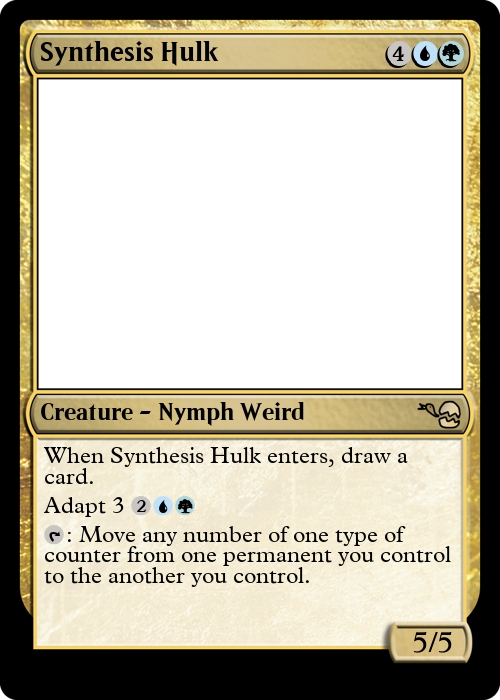 Synthesis Hulk 4
Creature – Nymph Weird
When Synthesis Hulk enters, draw a
card.
Adapt 3 2
: Move any number of one type of
counter from one permanent you control
to the another you control.
5/5